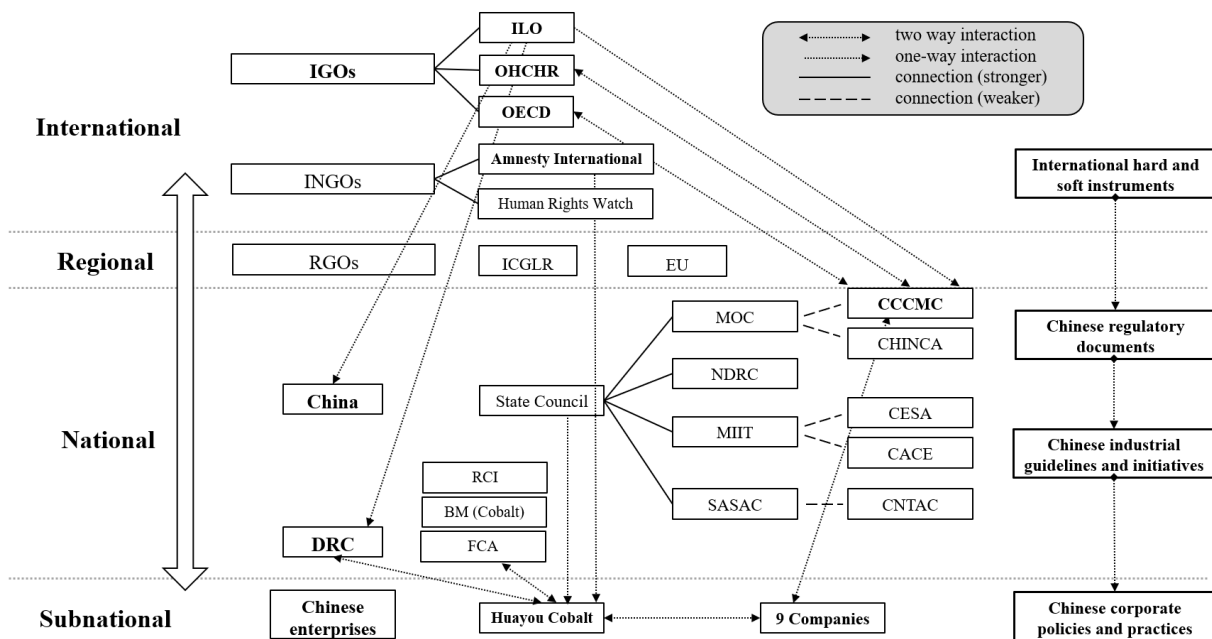 ILO
two way interaction
IGOs
OHCHR
one-way interaction
connection (stronger)
OECD
connection (weaker)
International
Amnesty International
INGOs
International hard and
soft instruments
Human Rights Watch
Regional
RGOs
ICGLR
EU
MOC
CCCMC
CHINCA
Chinese regulatory
documents
NDRC
China
State Council
National
MIIT
CESA
CACE
Chinese industrial
guidelines and initiatives
RCI
BM (Cobalt)
SASAC
CNTAC
DRC
FCA
Subnational
Chinese
enterprises
Huayou Cobalt
9 Companies
Chinese corporate
policies and practices